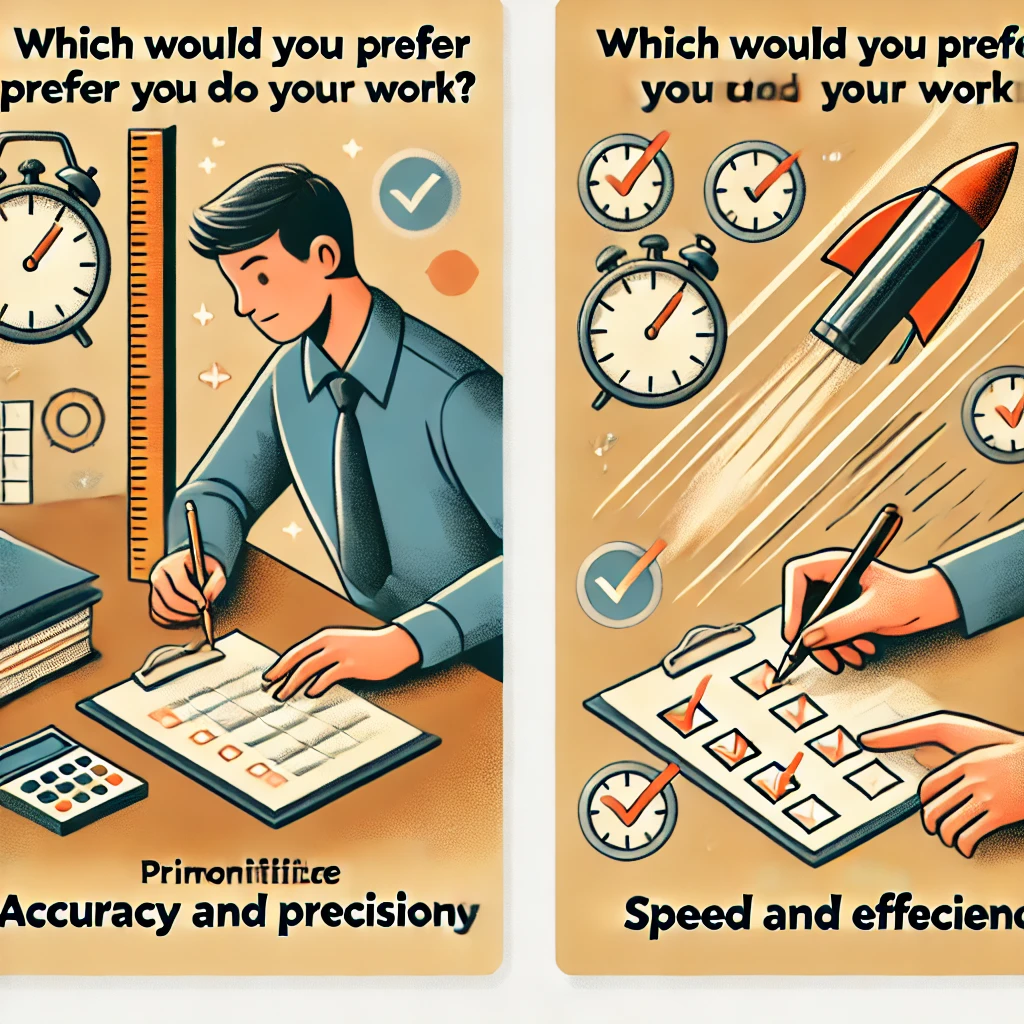 Which would you prefer
prefer you do your work?
Accuracy and precisiony
Which would you prefe
you your work
Speed and effecienc